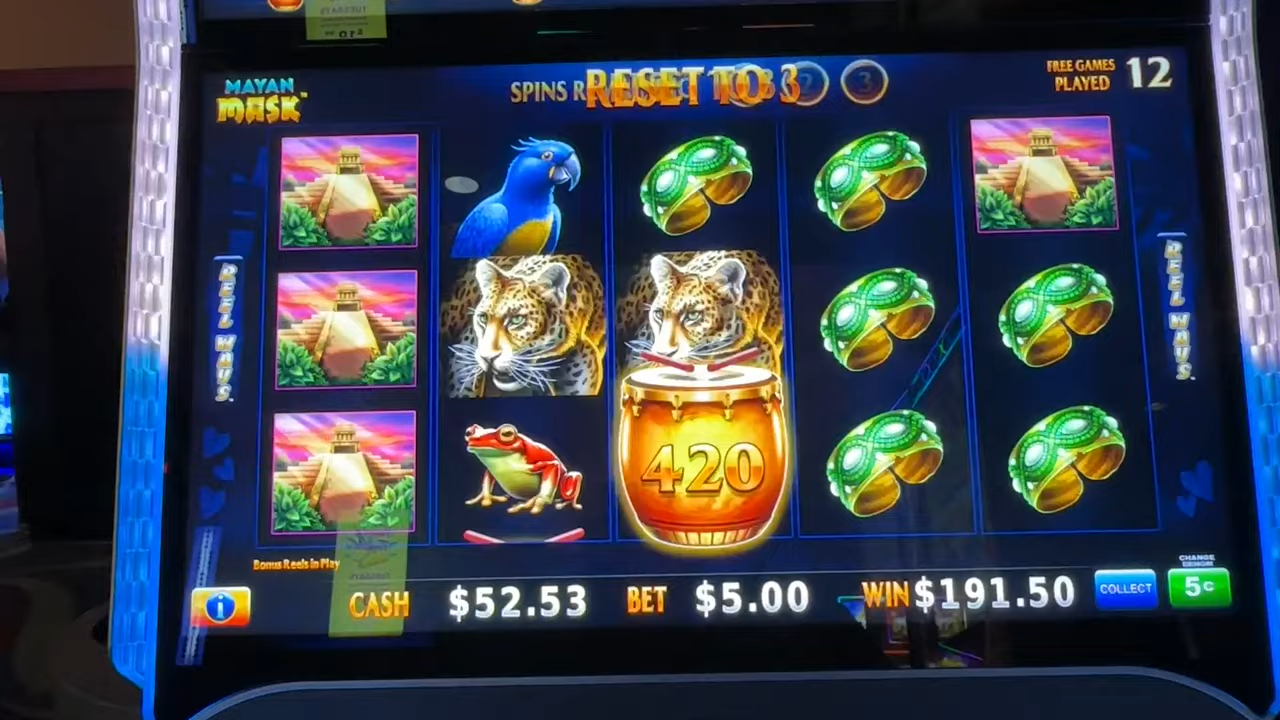 MAYAN
MASK™
SPINS
RESET TO 3
3
FREE GAMES
PLAYED
12
REEL WAYS
REEL WAYS
420
Bonus Reels in Play
CASH $52.53 BET $5.00 WIN $191.50
COLLECT
CHANGE
DENOM
5¢
i